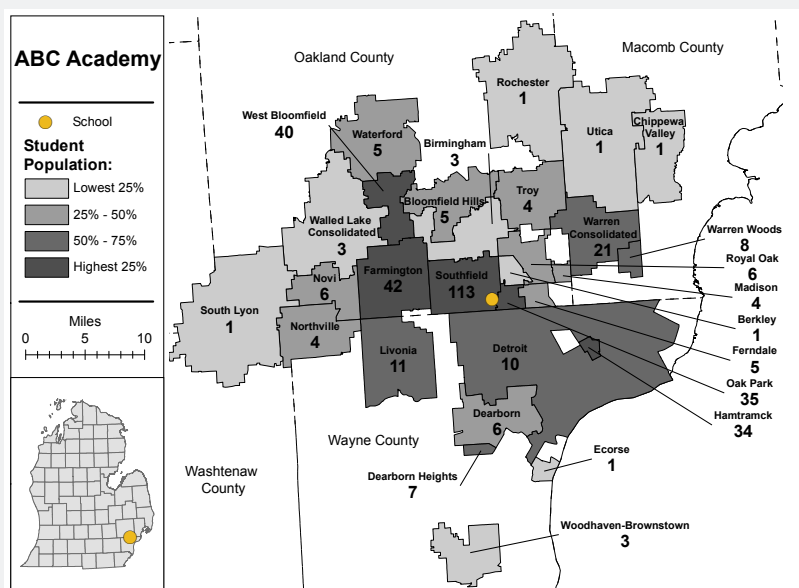 ABC Academy
School
Student
Population:
Lowest 25%
25% - 50%
50% - 75%
Highest 25%
Miles
0 5 10
Oakland County
Macomb County
Rochester
1
West Bloomfield
40
Waterford
5
Birmingham
3
Utica
1
Chippewa
Valley
1
Bloomfield Hills
5
Troy
4
Walled Lake
Consolidated
3
Warren
Consolidated
21
Warren Woods
8
Royal Oak
6
Madison
4
Berkley
1
Ferndale
5
Oak Park
35
Hamtramck
34
Novi
6
Farmington
42
Southfield
113
South Lyon
1
Northville
4
Livonia
11
Detroit
10
Dearborn
6
Wayne County
Washtenaw
County
Dearborn Heights
7
Ecorse
1
Woodhaven-Brownstown
3